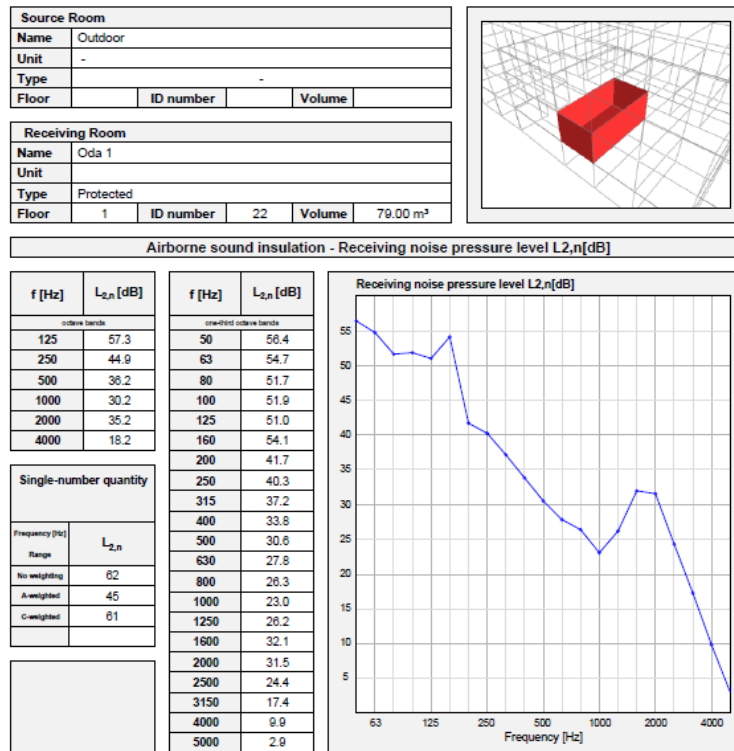 Source Room
Name Outdoor
Unit -
Type -
Floor ID number Volume
Receiving Room
Name Oda 1
Unit
Type Protected
Floor 1 ID number 22 Volume 79.00 m³
Airborne sound insulation - Receiving noise pressure level L2,n[dB]
f [Hz] L2,n [dB]
octave bands
125 57.3
250 44.9
500 36.2
1000 30.2
2000 35.2
4000 18.2
Single-number quantity
Frequency [Hz] Range L2,n
No weighting 62
A-weighted 45
C-weighted 61
f [Hz] L2,n [dB]
one-third octave bands
50 56.4
63 54.7
80 51.7
100 51.9
125 51.0
160 54.1
200 41.7
250 40.3
315 37.2
400 33.8
500 30.6
630 27.8
800 26.3
1000 23.0
1250 26.2
1600 32.1
2000 31.5
2500 24.4
3150 17.4
4000 9.9
5000 2.9
Receiving noise pressure level L2,n[dB]
55
50
45
40
35
30
25
20
15
10
5
63 125 250 500 1000 2000 4000
Frequency [Hz]